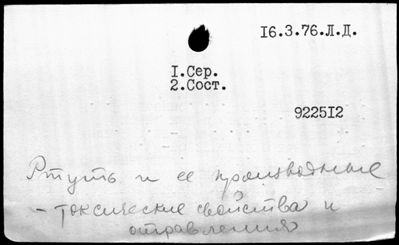 16.3.76.Л.Д.
1.Сер.
2.Сост.
922512
Ртуть и ее производные
- токсические свойства и
отравления